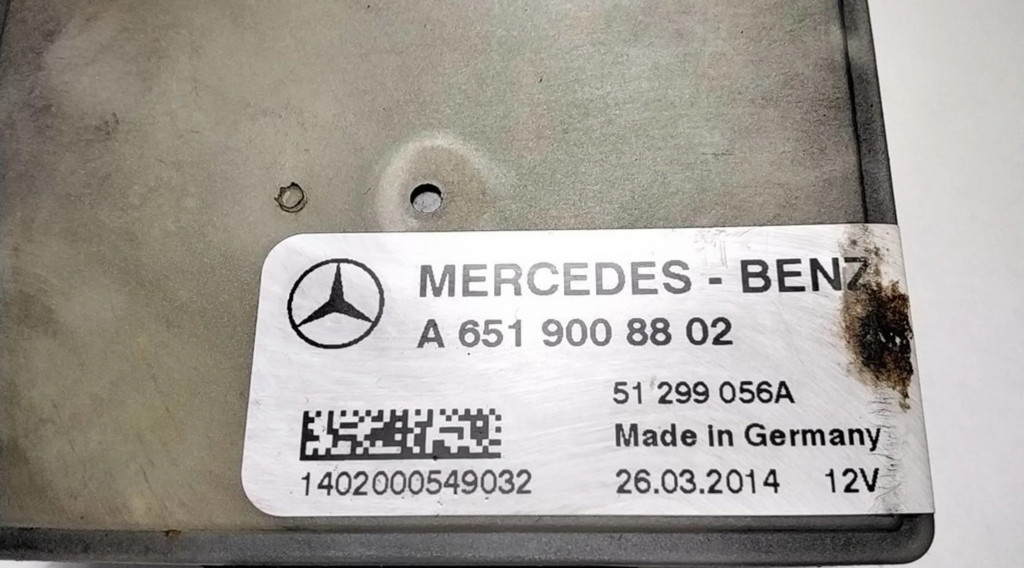 MERCEDES - BENZ
A 651 900 88 02
51 299 056A
Made in Germany
1402000549032
26.03.2014 12V